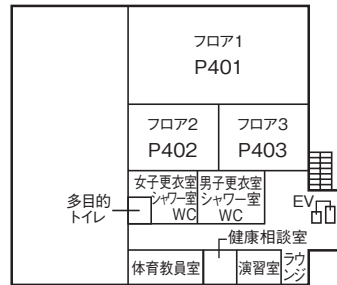 フロア1
P401
フロア2
P402
フロア3
P403
女子更衣室
シャワー室
WC
男子更衣室
シャワー室
WC
多目的
トイレ
EV
健康相談室
体育教員室
演習室
ラウ
ンジ